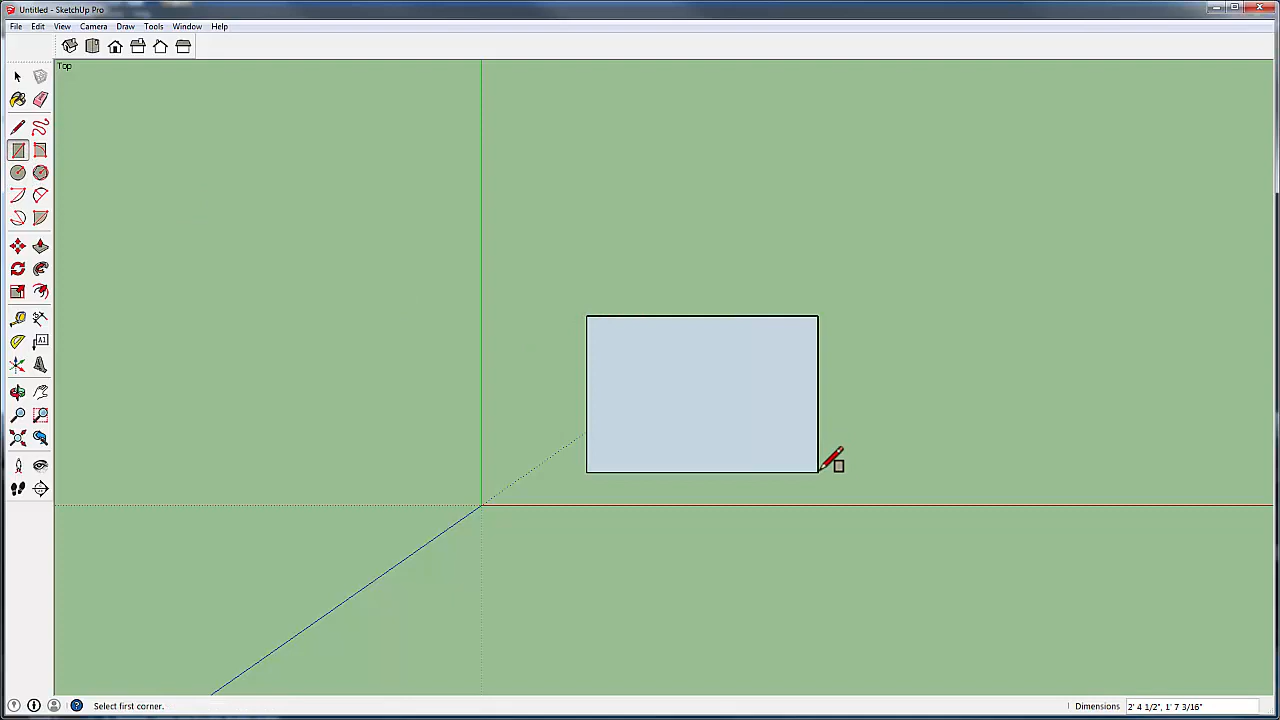 Untitled - SketchUp Pro
File Edit View Camera Draw Tools Window Help
Top
Select first corner.
Dimensions 2' 4 1/2", 1' 7 3/16"